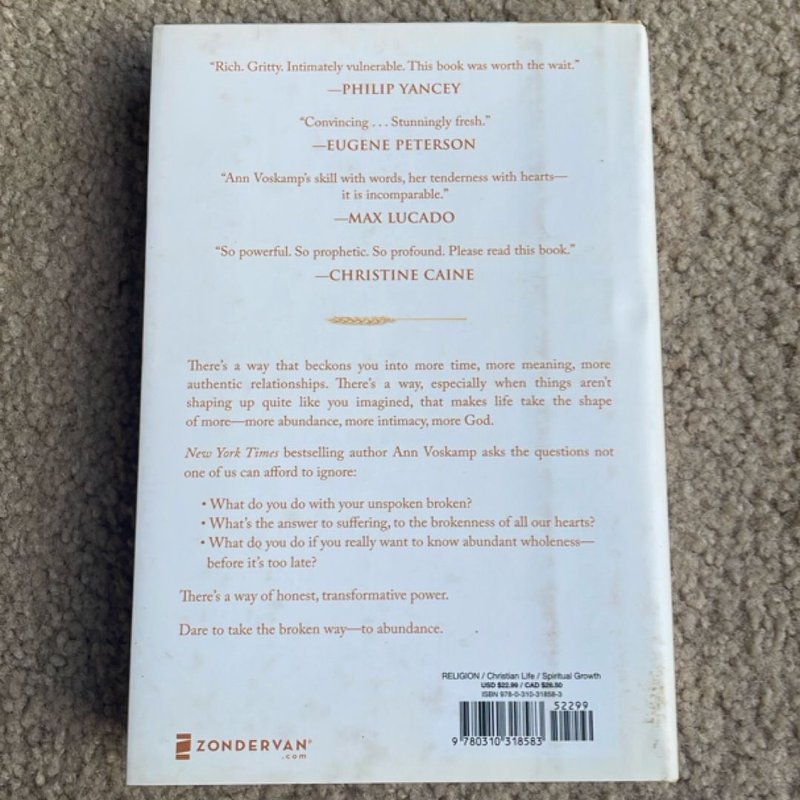 “Rich. Gritty. Intimately vulnerable. This book was worth the wait.”
—PHILIP YANCEY
“Convincing . . . Stunningly fresh.”
—EUGENE PETERSON
“Ann Voskamp’s skill with words, her tenderness with hearts—
it is incomparable.”
—MAX LUCADO
“So powerful. So prophetic. So profound. Please read this book.”
—CHRISTINE CAINE
There’s a way that beckons you into more time, more meaning, more
authentic relationships. There’s a way, especially when things aren’t
shaping up quite like you imagined, that makes life take the shape
of more—more abundance, more intimacy, more God.
New York Times bestselling author Ann Voskamp asks the questions not
one of us can afford to ignore:
• What do you do with your unspoken broken?
• What’s the answer to suffering, to the brokenness of all our hearts?
• What do you do if you really want to know abundant wholeness—
before it’s too late?
There’s a way of honest, transformative power.
Dare to take the broken way—to abundance.
RELIGION / Christian Life / Spiritual Growth
USD $22.99 / CAD $28.50
ISBN 978-0-310-31858-3
52299
9 780310 318583
ZONDERVAN®
.com